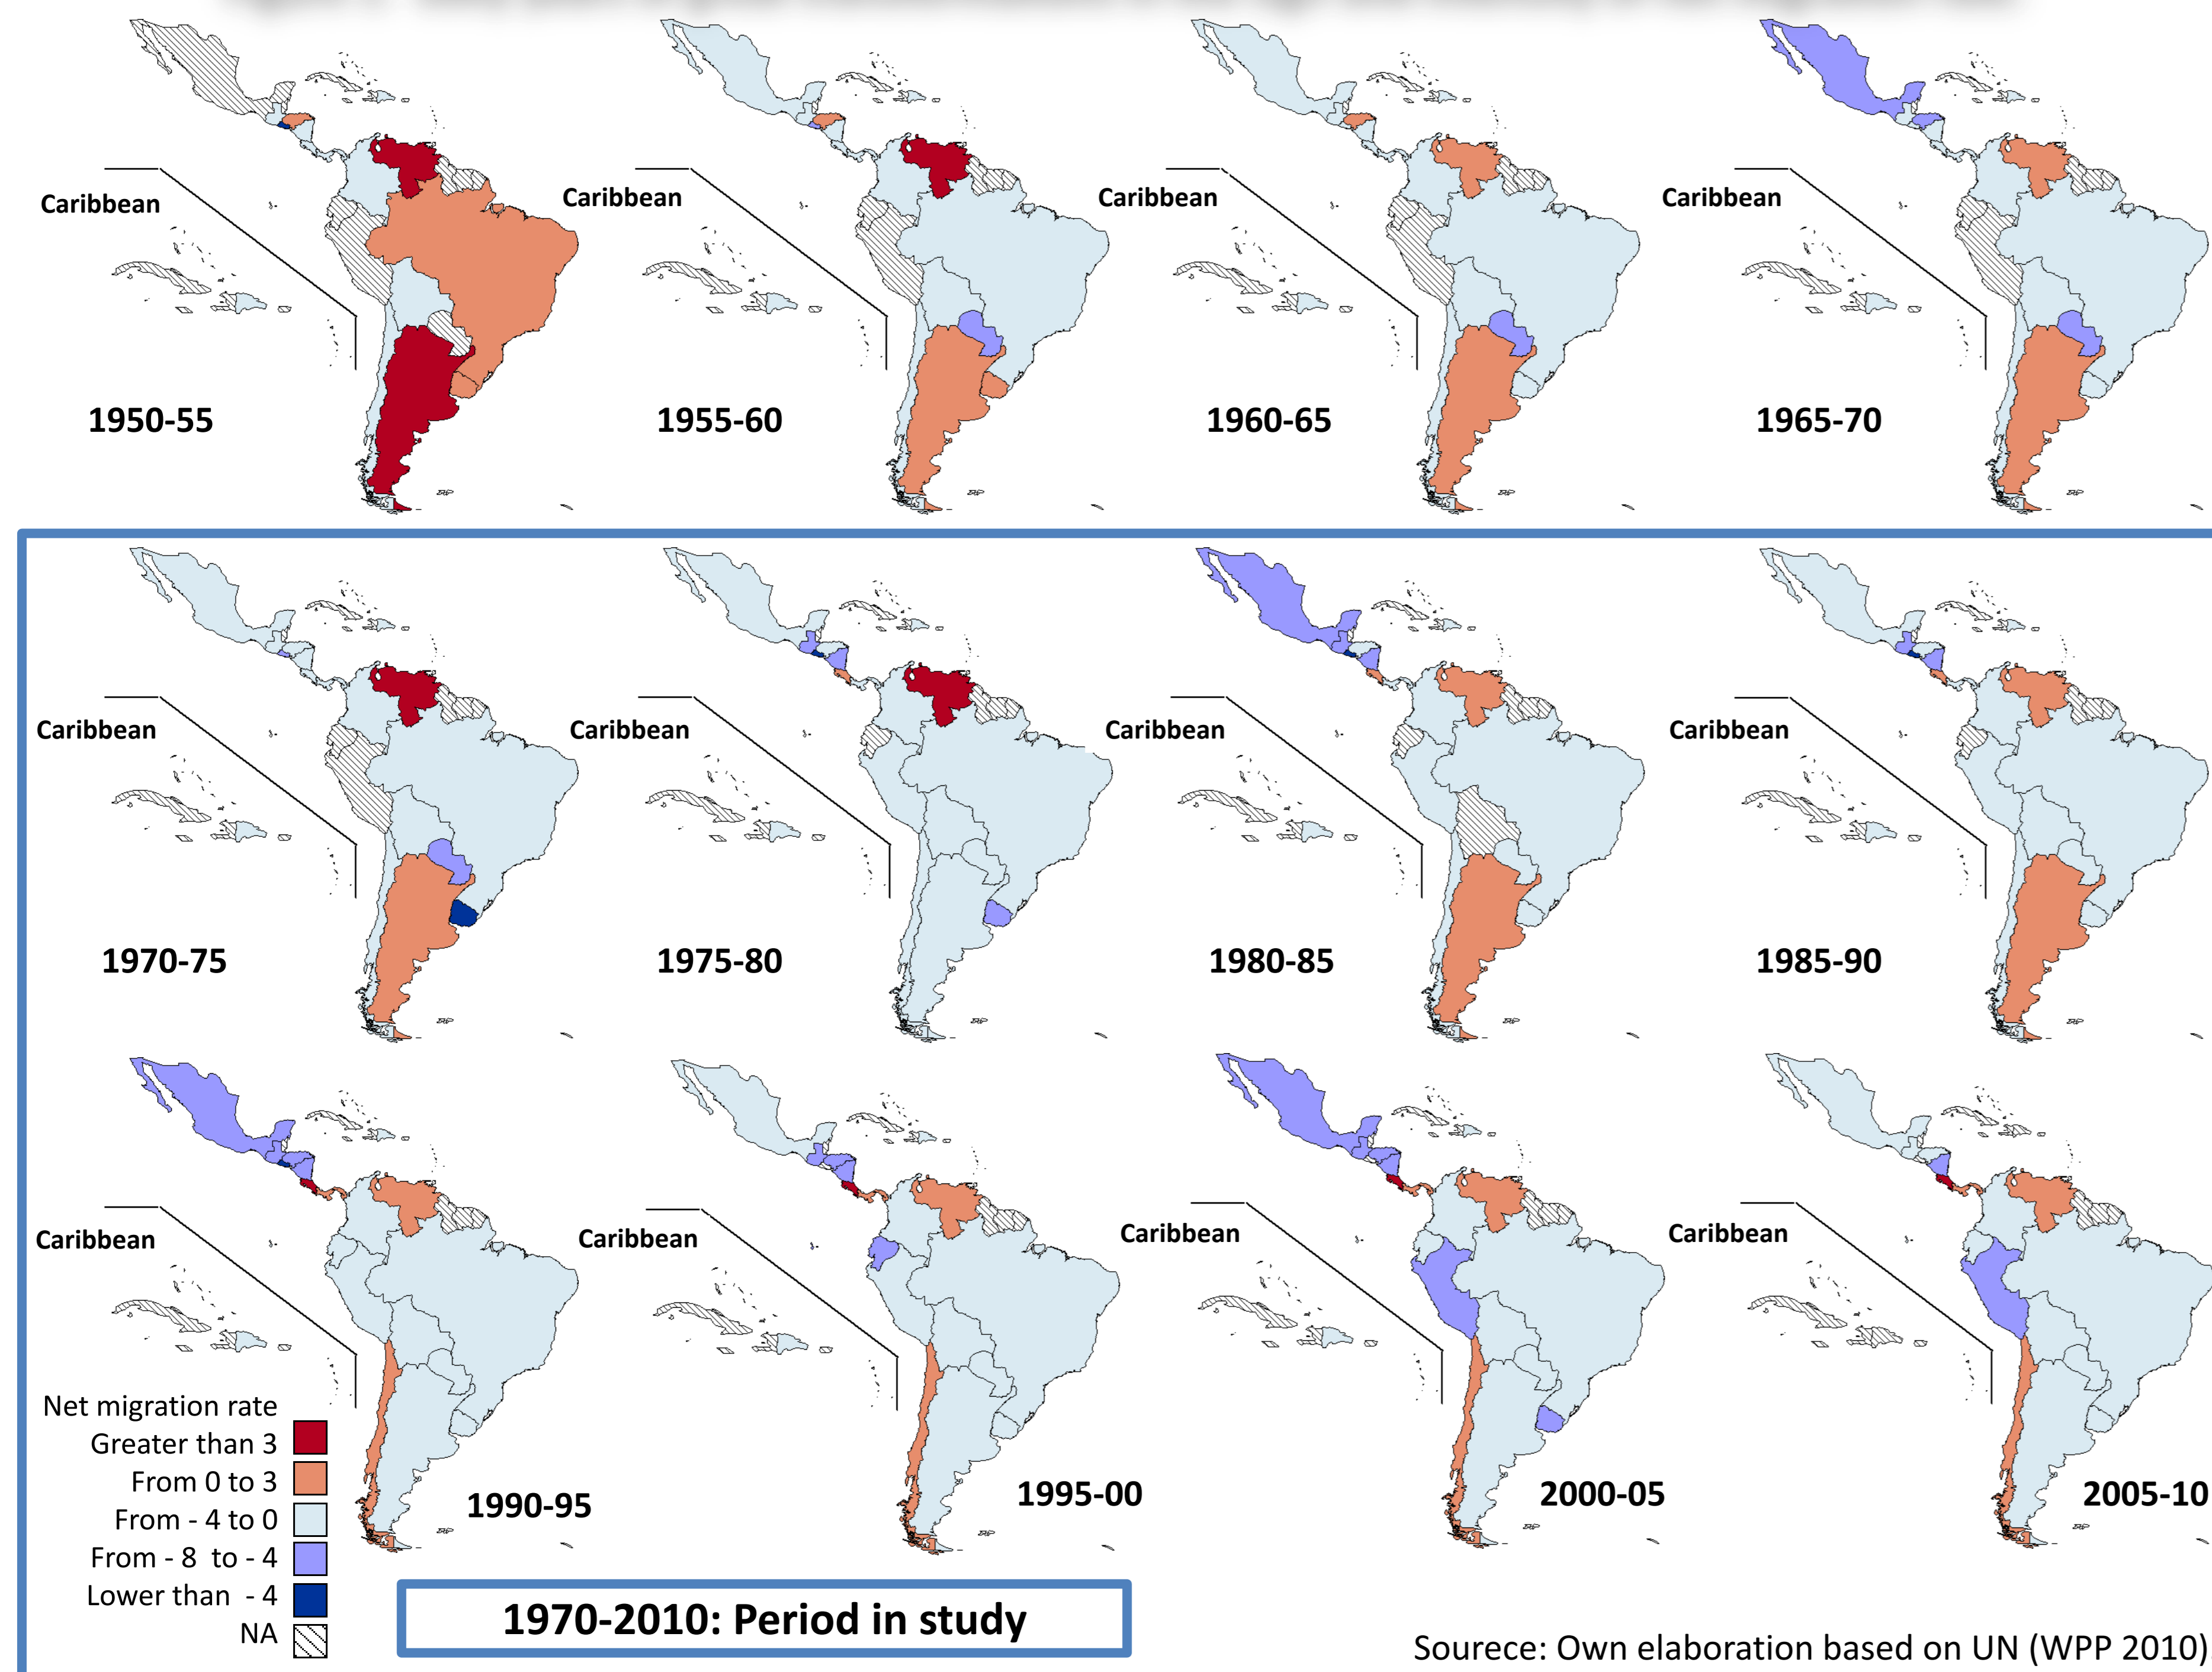 Caribbean
Caribbean
Caribbean
Caribbean
1950-55
1955-60
1960-65
1965-70
Caribbean
Caribbean
Caribbean
Caribbean
1970-75
1975-80
1980-85
1985-90
Caribbean
Caribbean
Caribbean
Caribbean
1990-95
1995-00
2000-05
2005-10
Net migration rate
Greater than 3
From 0 to 3
From - 4 to 0
From - 8 to - 4
Lower than - 4
NA
1970-2010: Period in study
Sourece: Own elaboration based on UN (WPP 2010)